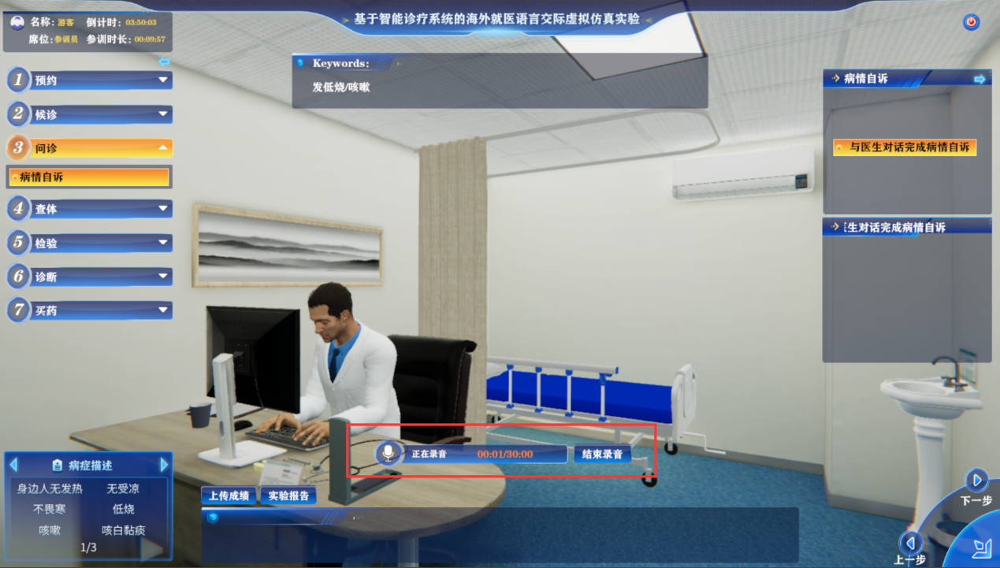 基于智能诊疗系统的海外就医语言交际虚拟仿真实验
名称:游客 倒计时:03:50:03
席位:参训员 参训时长:00:09:57
Keywords:
发低烧/咳嗽
1 预约
2 候诊
3 问诊
病情自诉
4 查体
5 检验
6 诊断
7 买药
病情自诉
与医生对话完成病情自诉
生对话完成病情自诉
正在录音 00:01/30:00 结束录音
病症描述
身边人无发热 无受凉
不畏寒 低烧
咳嗽 咳白黏痰
1/3
上传成绩 实验报告
下一步
上一步